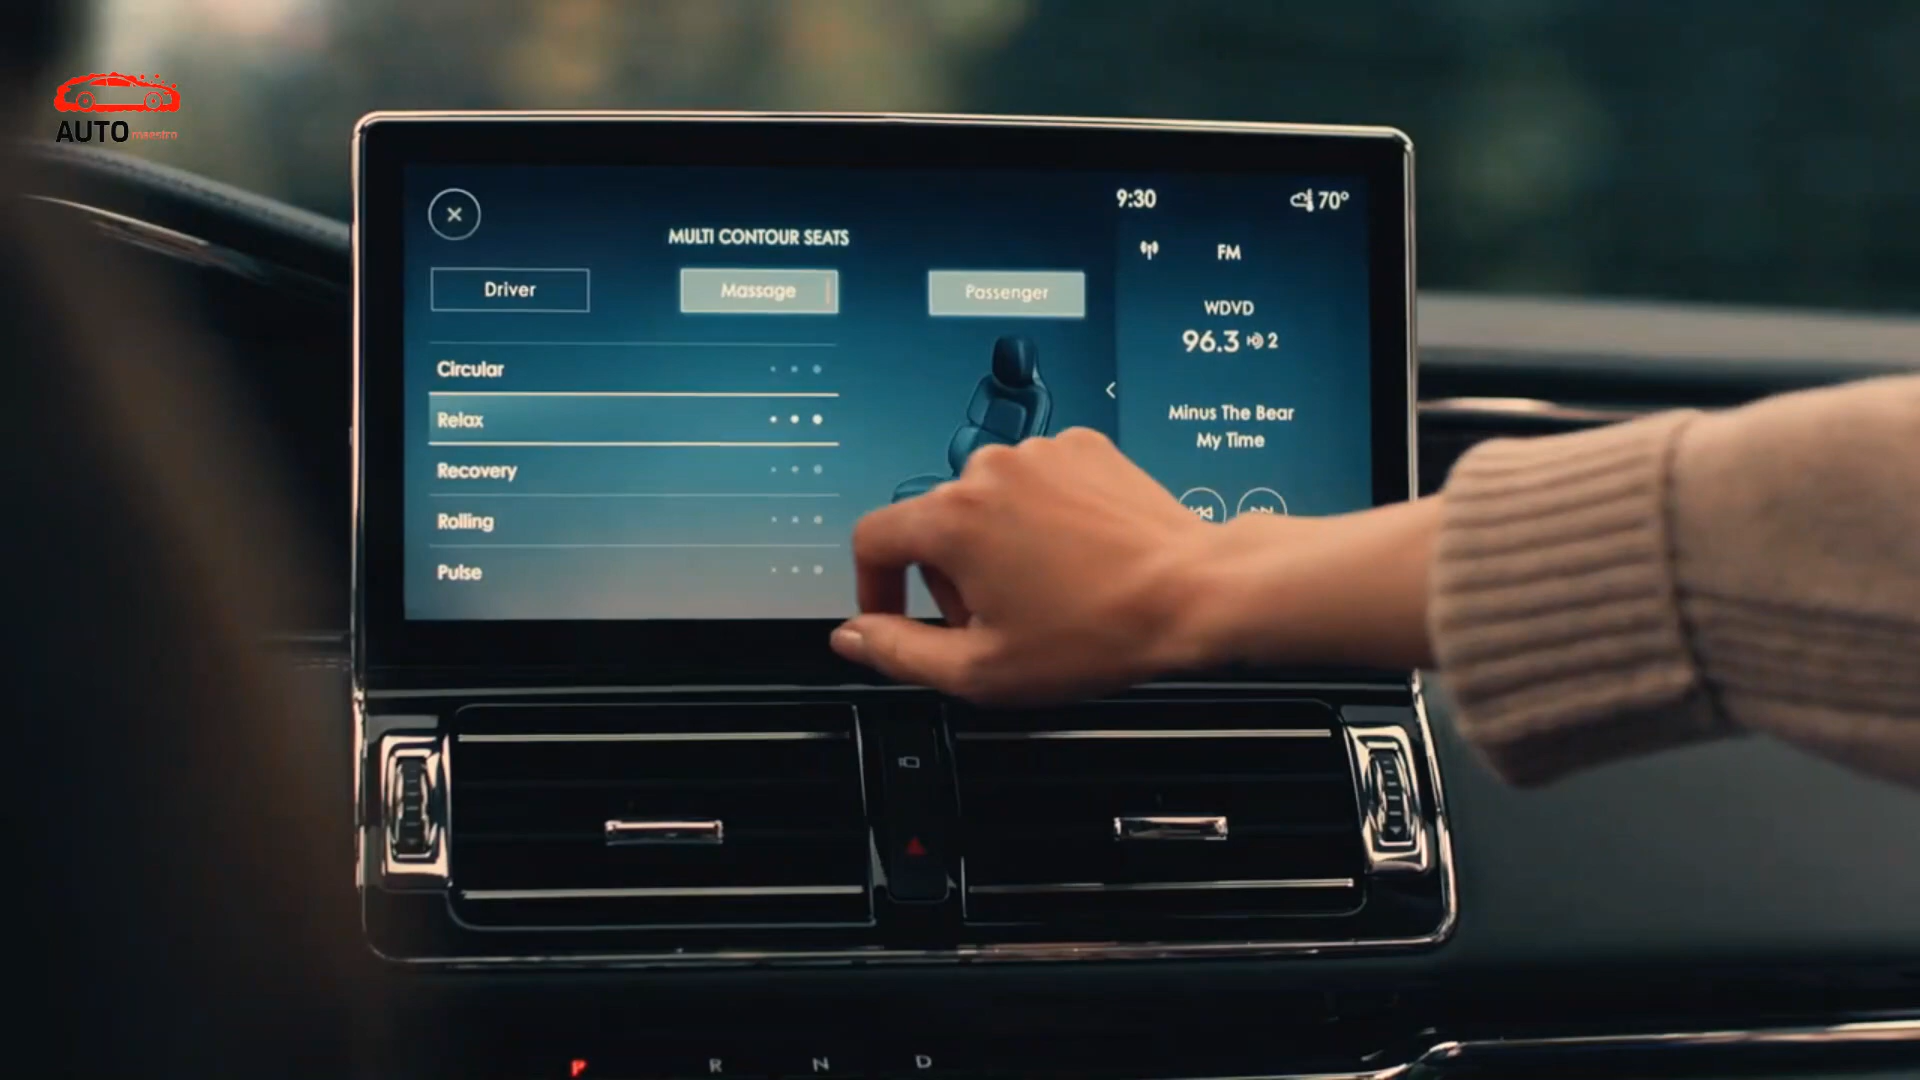 AUTO maestro
9:30
70°
MULTI CONTOUR SEATS
FM
Driver
Massage
Passenger
WDVD
96.3 2
Circular
Relax
Minus The Bear
My Time
Recovery
Rolling
Pulse
P R N D